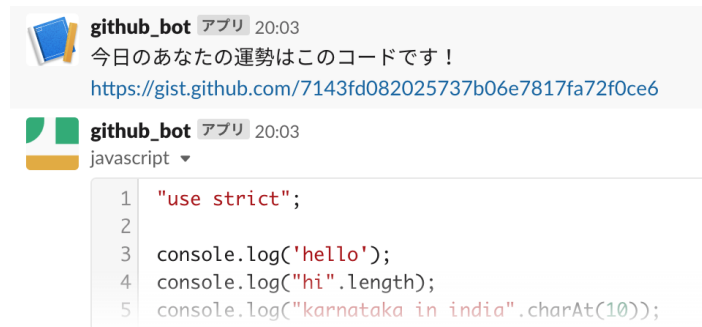 github_bot アプリ 20:03
今日のあなたの運勢はこのコードです！
https://gist.github.com/7143fd082025737b06e7817fa72f0ce6
github_bot アプリ 20:03
javascript
1 "use strict";
2
3 console.log('hello');
4 console.log("hi".length);
5 console.log("karnataka in india".charAt(10));